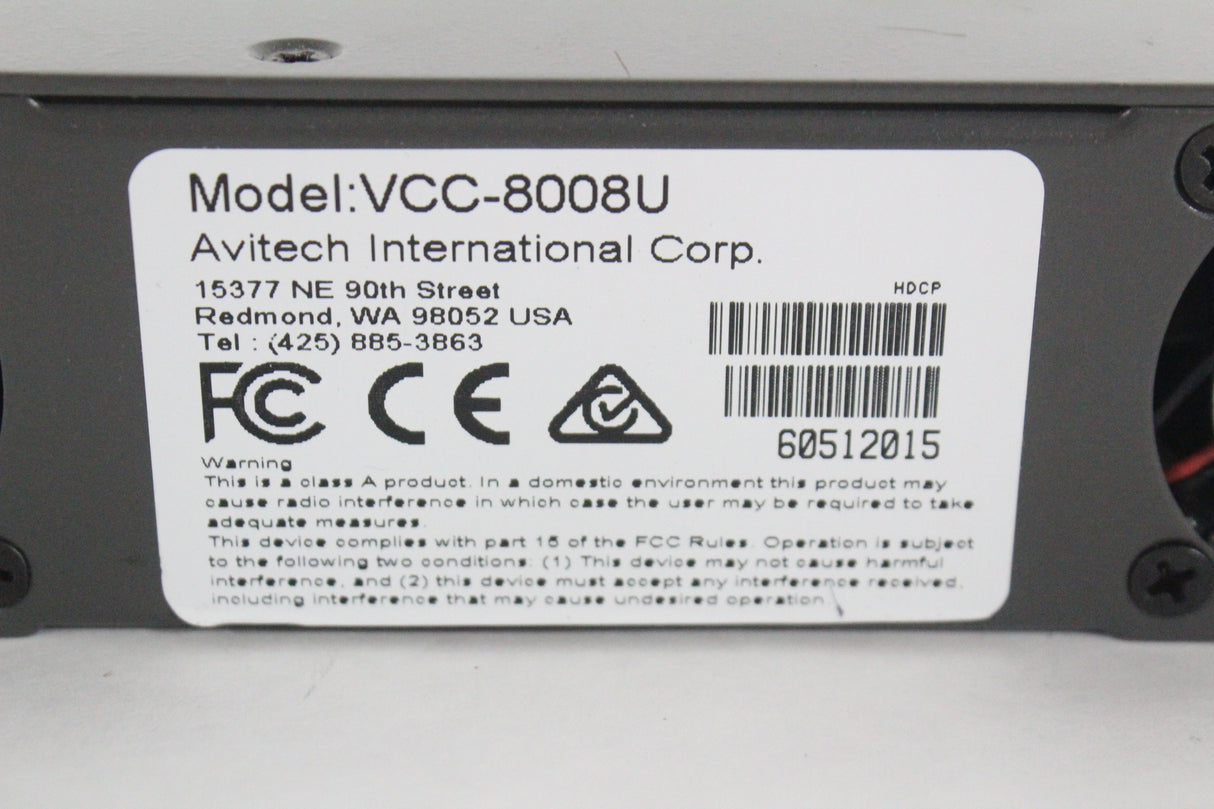 Model:VCC-8008U
Avitech International Corp.
15377 NE 90th Street
Redmond, WA 98052 USA
Tel : (425) 885-3863
HDCP
60512015
FC CE
Warning
This is a class A product. In a domestic environment this product may
cause radio interference in which case the user may be required to take
adequate measures.
This device complies with part 15 of the FCC Rules. Operation is subject
to the following two conditions: (1) This device may not cause harmful
interference, and (2) this device must accept any interference received,
including interference that may cause undesired operation.